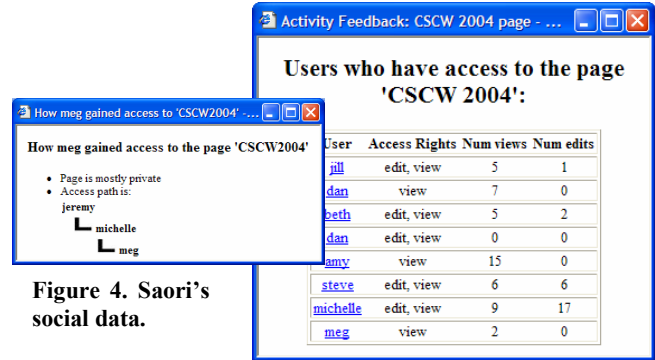 Activity Feedback: CSCW 2004 page - ...
Users who have access to the page
'CSCW 2004':
User Access Rights Num views Num edits
jill edit, view 5 1
dan view 7 0
beth edit, view 5 2
dan edit, view 0 0
amy view 15 0
steve edit, view 6 6
michelle edit, view 9 17
meg view 2 0
How meg gained access to 'CSCW2004' -...
How meg gained access to the page 'CSCW2004'
Page is mostly private
Access path is:
jeremy
michelle
meg
Figure 4. Saori's
social data.